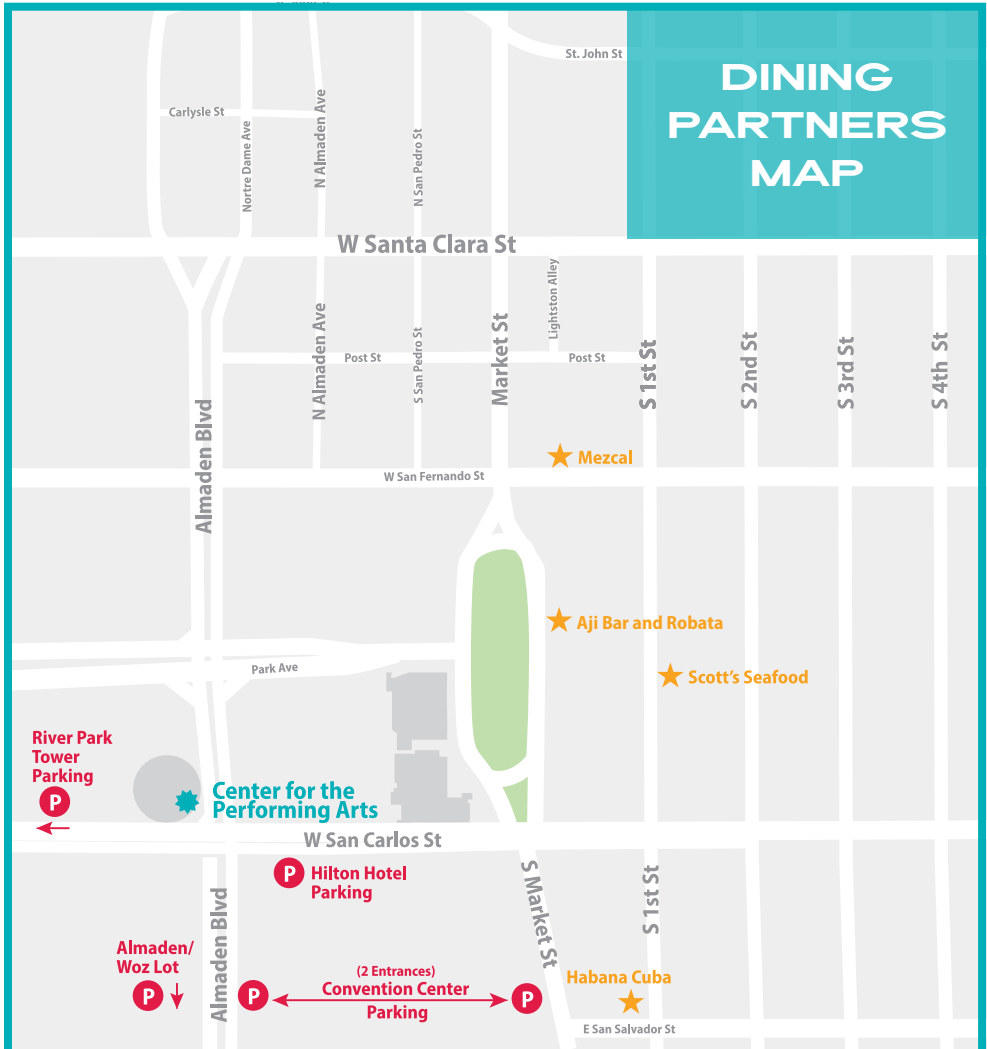 St. John St
DINING
PARTNERS
MAP
Carlysle St
Nortre Dame Ave
N Almaden Ave
N San Pedro St
W Santa Clara St
Lightston Alley
Market St
N Almaden Ave
S San Pedro St
Post St
Post St
S 1st St
S 2nd St
S 3rd St
S 4th St
Almaden Blvd
Mezcal
W San Fernando St
Aji Bar and Robata
Park Ave
Scott's Seafood
River Park
Tower
Parking
P
Center for the
Performing Arts
W San Carlos St
P
Hilton Hotel
Parking
S Market St
S 1st St
Almaden Blvd
Almaden/
Woz Lot
P
P
(2 Entrances)
Convention Center
Parking
P
Habana Cuba
E San Salvador St